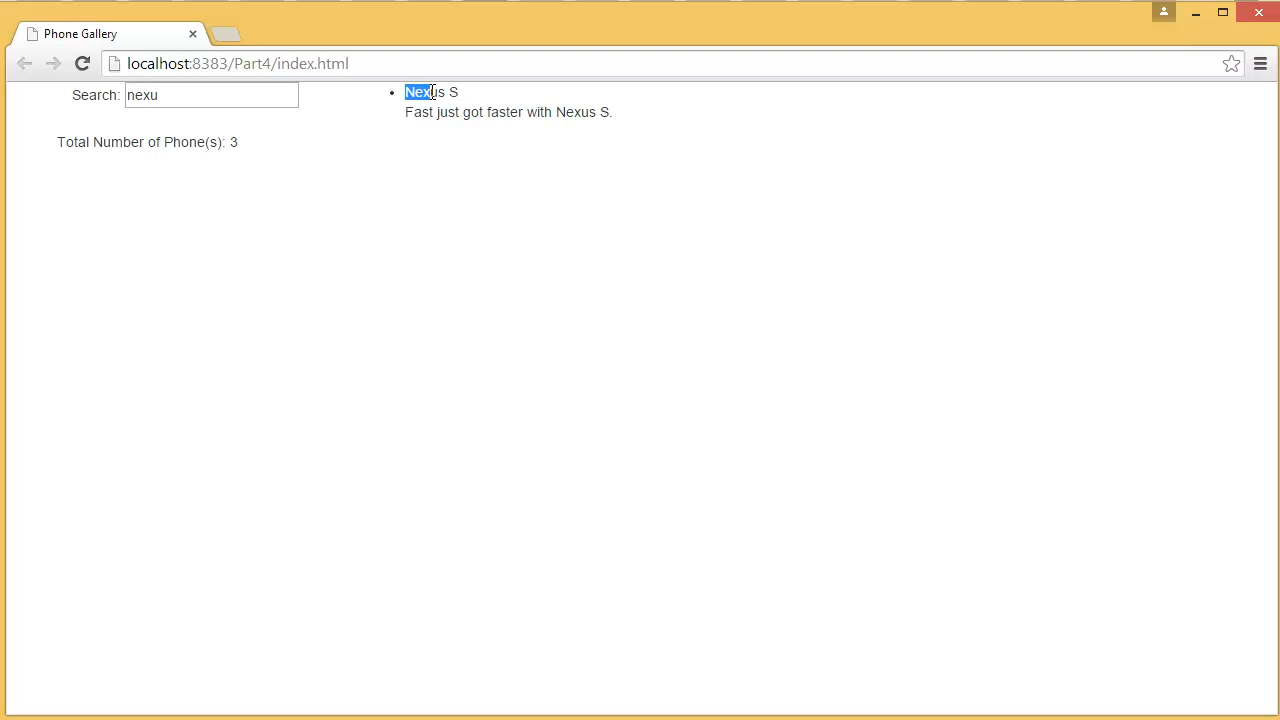 Phone Gallery
localhost:8383/Part4/index.html
Search: nexu
Total Number of Phone(s): 3
Nexus S
Fast just got faster with Nexus S.